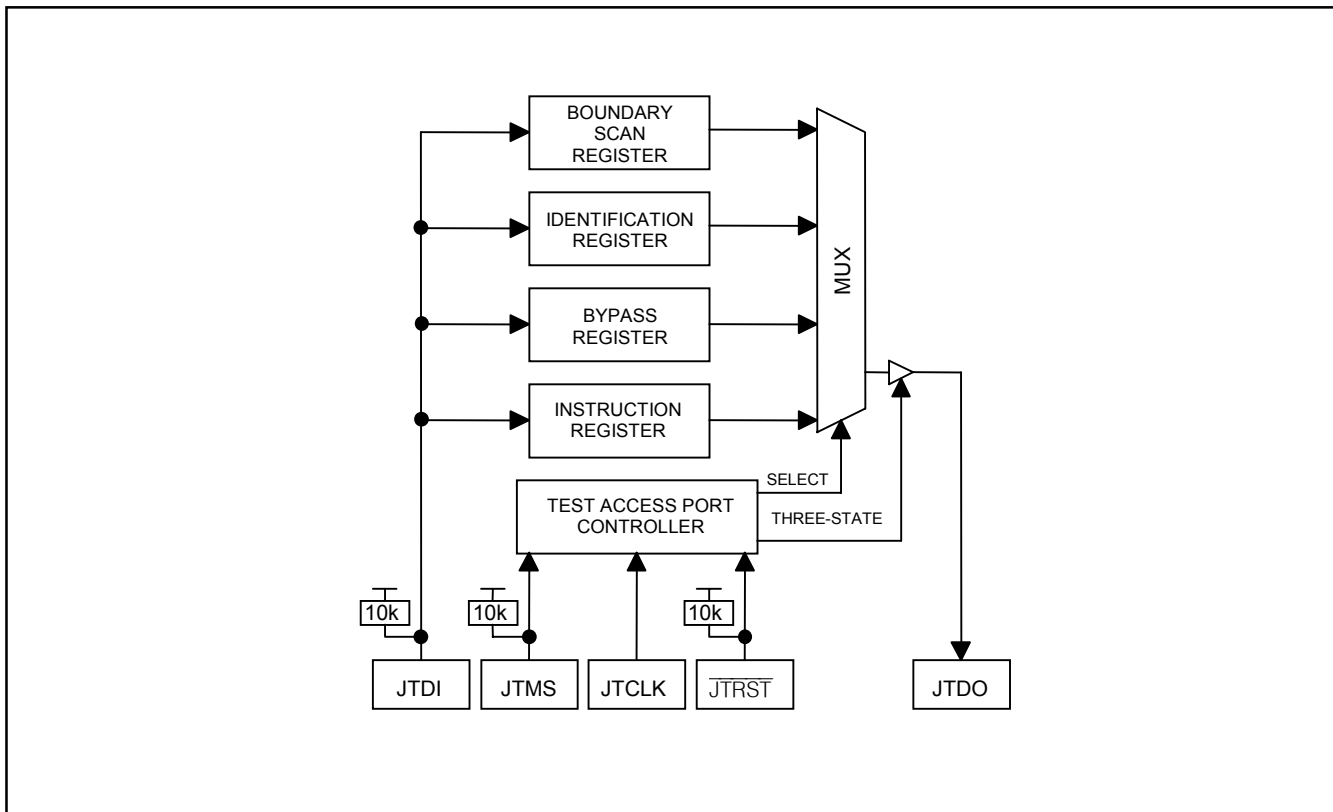 BOUNDARY
SCAN
REGISTER
IDENTIFICATION
REGISTER
BYPASS
REGISTER
INSTRUCTION
REGISTER
MUX
SELECT
TEST ACCESS PORT
CONTROLLER
THREE-STATE
10k
10k
10k
JTDI
JTMS
JTCLK
JTRST
JTDO